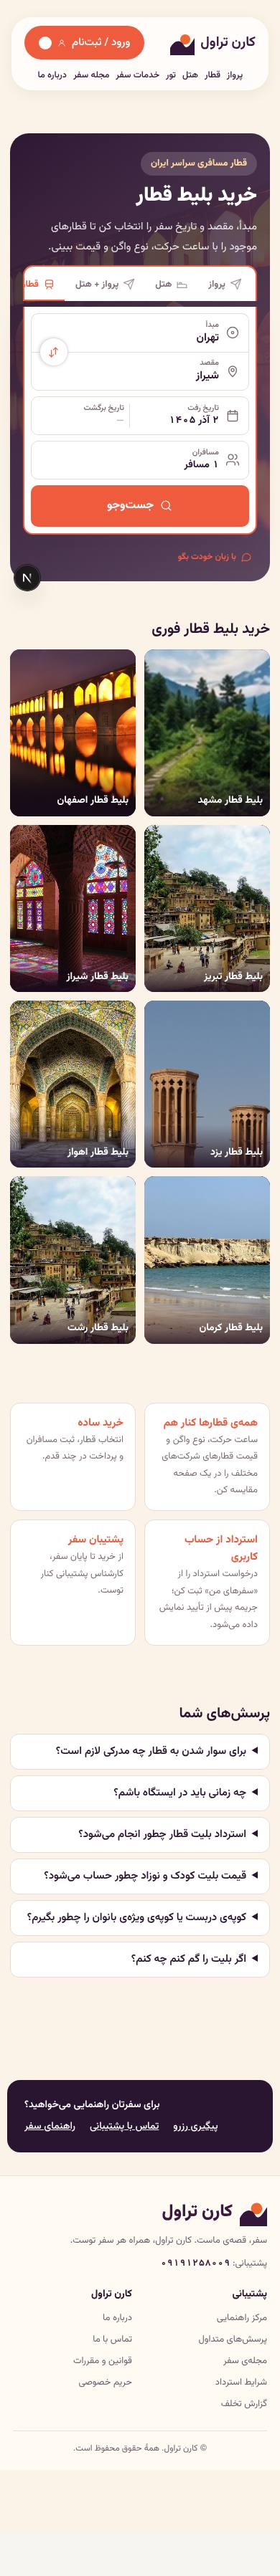 کارن تراول
ورود / ثبت‌نام
پرواز قطار هتل تور خدمات سفر مجله سفر درباره ما
قطار مسافری سراسر ایران
خرید بلیط قطار
مبدأ، مقصد و تاریخ سفر را انتخاب کن تا قطارهای
موجود را با ساعت حرکت، نوع واگن و قیمت ببینی.
پرواز هتل پرواز + هتل قطار
مبدأ
تهران
مقصد
شیراز
تاریخ رفت تاریخ برگشت
۲ آذر ۱۴۰۵ —
مسافران
۱ مسافر
جست‌وجو
با زبان خودت بگو
N
خرید بلیط قطار فوری
بلیط قطار مشهد
بلیط قطار اصفهان
بلیط قطار تبریز
بلیط قطار شیراز
بلیط قطار یزد
بلیط قطار اهواز
بلیط قطار کرمان
بلیط قطار رشت
همه‌ی قطارها کنار هم
ساعت حرکت، نوع واگن و
قیمت قطارهای شرکت‌های
مختلف را در یک صفحه
مقایسه کن.
خرید ساده
انتخاب قطار، ثبت مسافران
و پرداخت در چند قدم.
استرداد از حساب
کاربری
درخواست استرداد را از
«سفرهای من» ثبت کن؛
جریمه پیش از تأیید نمایش
داده می‌شود.
پشتیبان سفر
از خرید تا پایان سفر،
کارشناس پشتیبانی کنار
توست.
پرسش‌های شما
برای سوار شدن به قطار چه مدرکی لازم است؟
چه زمانی باید در ایستگاه باشم؟
استرداد بلیت قطار چطور انجام می‌شود؟
قیمت بلیت کودک و نوزاد چطور حساب می‌شود؟
کوپه‌ی دربست یا کوپه‌ی ویژه‌ی بانوان را چطور بگیرم؟
اگر بلیت را گم کنم چه کنم؟
برای سفرتان راهنمایی می‌خواهید؟
پیگیری رزرو تماس با پشتیبانی راهنمای سفر
کارن تراول
سفر، قصه‌ی ماست. کارن تراول، همراه هر سفر توست.
پشتیبانی: ۰۹۱۹۱۲۵۸۰۰۹
پشتیبانی
مرکز راهنمایی
پرسش‌های متداول
مجله‌ی سفر
شرایط استرداد
گزارش تخلف
کارن تراول
درباره ما
تماس با ما
قوانین و مقررات
حریم خصوصی
© کارن تراول. همهٔ حقوق محفوظ است.